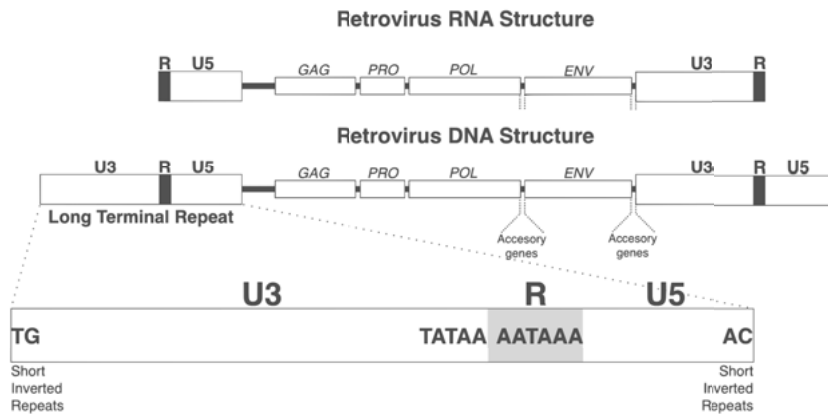 Retrovirus RNA Structure
R U5 GAG PRO POL ENV U3 R
Retrovirus DNA Structure
U3 R U5 GAG PRO POL ENV U3 R U5
Long Terminal Repeat
Accesory genes
Accesory genes
U3 R U5
TG TATAA AATAAA AC
Short Inverted Repeats
Short Inverted Repeats